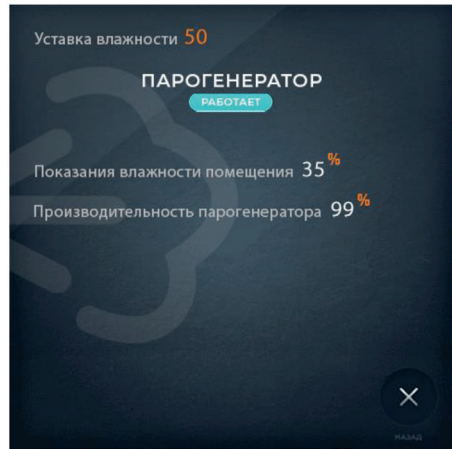 Уставка влажности 50
ПАРОГЕНЕРАТОР
РАБОТАЕТ
Показания влажности помещения 35 %
Производительность парогенератора 99 %
НАЗАД